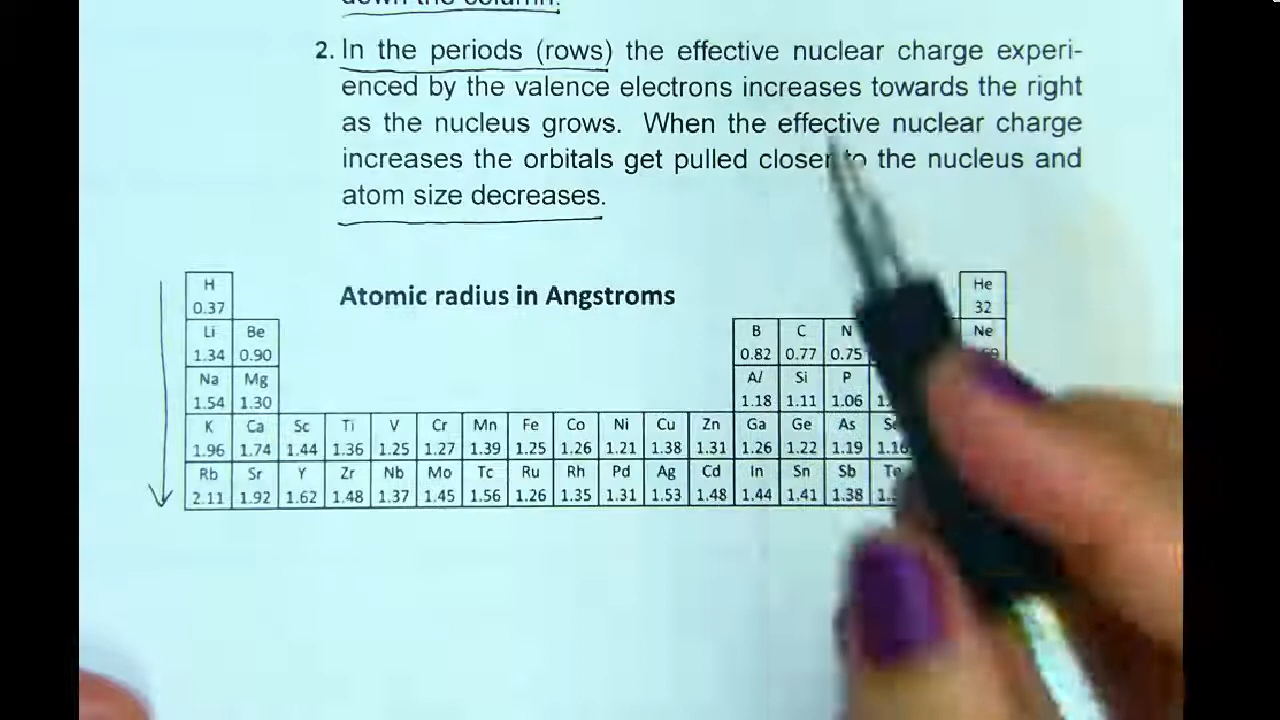 down the column.
2. In the periods (rows) the effective nuclear charge experi-
enced by the valence electrons increases towards the right
as the nucleus grows. When the effective nuclear charge
increases the orbitals get pulled closer to the nucleus and
atom size decreases.
Atomic radius in Angstroms
H He
0.37 32
Li Be B C N Ne
1.34 0.90 0.82 0.77 0.75
Na Mg Al Si P
1.54 1.30 1.18 1.11 1.06
K Ca Sc Ti V Cr Mn Fe Co Ni Cu Zn Ga Ge As Se
1.96 1.74 1.44 1.36 1.25 1.27 1.39 1.25 1.26 1.21 1.38 1.31 1.26 1.22 1.19 1.16
Rb Sr Y Zr Nb Mo Tc Ru Rh Pd Ag Cd In Sn Sb Te
2.11 1.92 1.62 1.48 1.37 1.45 1.56 1.26 1.35 1.31 1.53 1.48 1.44 1.41 1.38